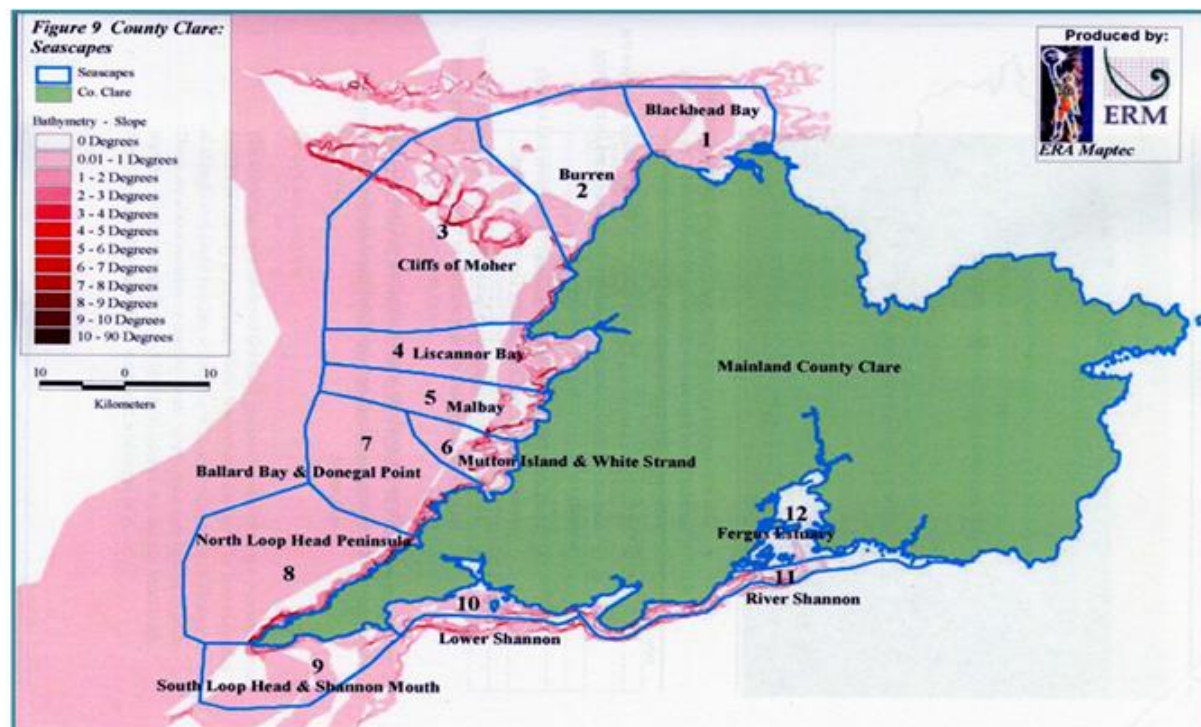 Figure 9 County Clare:
Seascapes
Seascapes
Co. Clare
Bathymetry - Slope
0 Degrees
0.01 - 1 Degrees
1 - 2 Degrees
2 - 3 Degrees
3 - 4 Degrees
4 - 5 Degrees
5 - 6 Degrees
6 - 7 Degrees
7 - 8 Degrees
8 - 9 Degrees
9 - 10 Degrees
10 - 90 Degrees
10 0 10
Kilometers
Produced by:
ERM
ERA Maptec
Blackhead Bay
1
Burren
2
3
Cliffs of Moher
4 Liscannor Bay
5 Malbay
6
Mutton Island & White Strand
7
Ballard Bay & Donegal Point
North Loop Head Peninsula
8
9
South Loop Head & Shannon Mouth
10
Lower Shannon
11
River Shannon
12
Fergus Estuary
Mainland County Clare